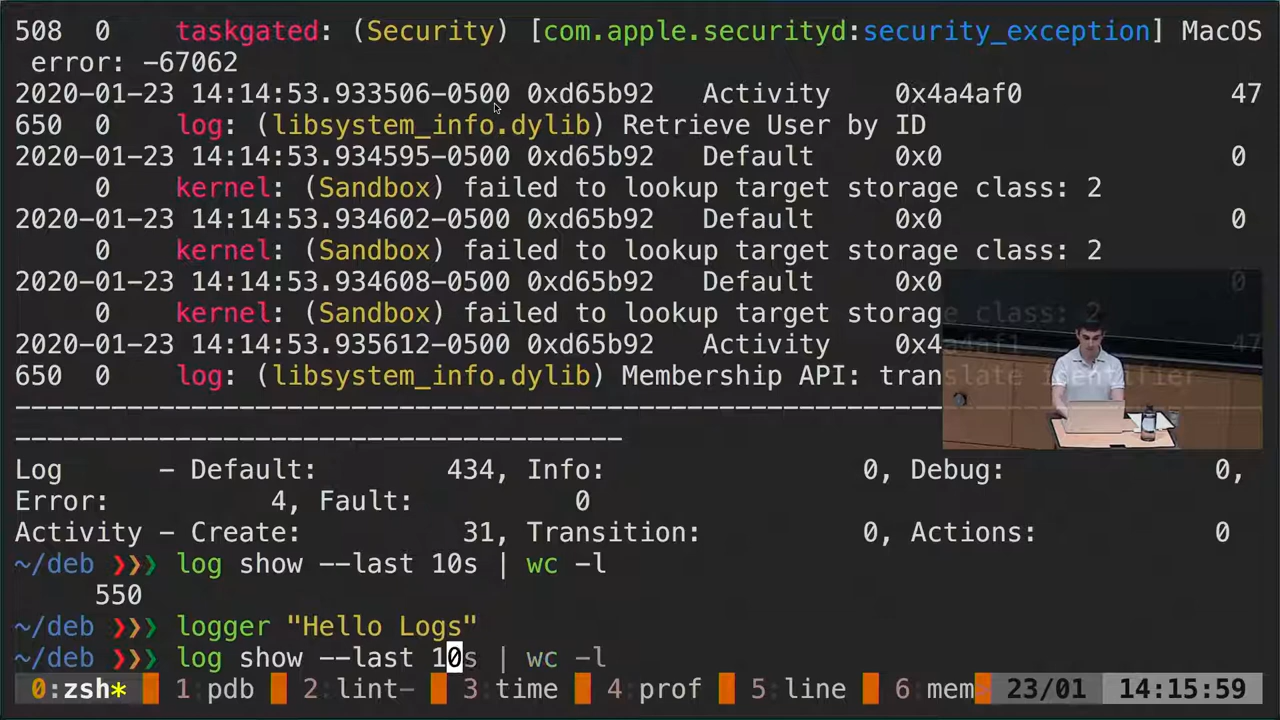 508  0    taskgated: (Security) [com.apple.securityd:security_exception] MacOS
 error: -67062
2020-01-23 14:14:53.933506-0500 0xd65b92   Activity    0x4a4af0             47
650  0    log: (libsystem_info.dylib) Retrieve User by ID
2020-01-23 14:14:53.934595-0500 0xd65b92   Default     0x0                  0
     0    kernel: (Sandbox) failed to lookup target storage class: 2
2020-01-23 14:14:53.934602-0500 0xd65b92   Default     0x0                  0
     0    kernel: (Sandbox) failed to lookup target storage class: 2
2020-01-23 14:14:53.934608-0500 0xd65b92   Default     0x0                  0
     0    kernel: (Sandbox) failed to lookup target storage class: 2
2020-01-23 14:14:53.935612-0500 0xd65b92   Activity    0x4a4af1             47
650  0    log: (libsystem_info.dylib) Membership API: translate identifier
Log      - Default:        434, Info:                0, Debug:             0,
Error:          4, Fault:          0
Activity - Create:          31, Transition:          0, Actions:           0
~/deb ❯❯❯ log show --last 10s | wc -l
     550
~/deb ❯❯❯ logger "Hello Logs"
~/deb ❯❯❯ log show --last 10s | wc -l
0:zsh* 1:pdb 2:lint- 3:time 4:prof 5:line 6:mem 23/01 14:15:59